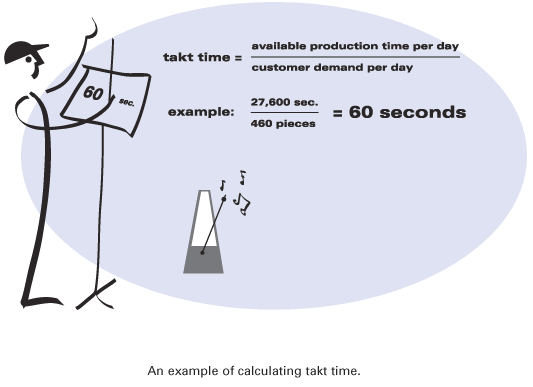 takt time = available production time per day
customer demand per day
60 sec.
example: 27,600 sec.
460 pieces
= 60 seconds
An example of calculating takt time.